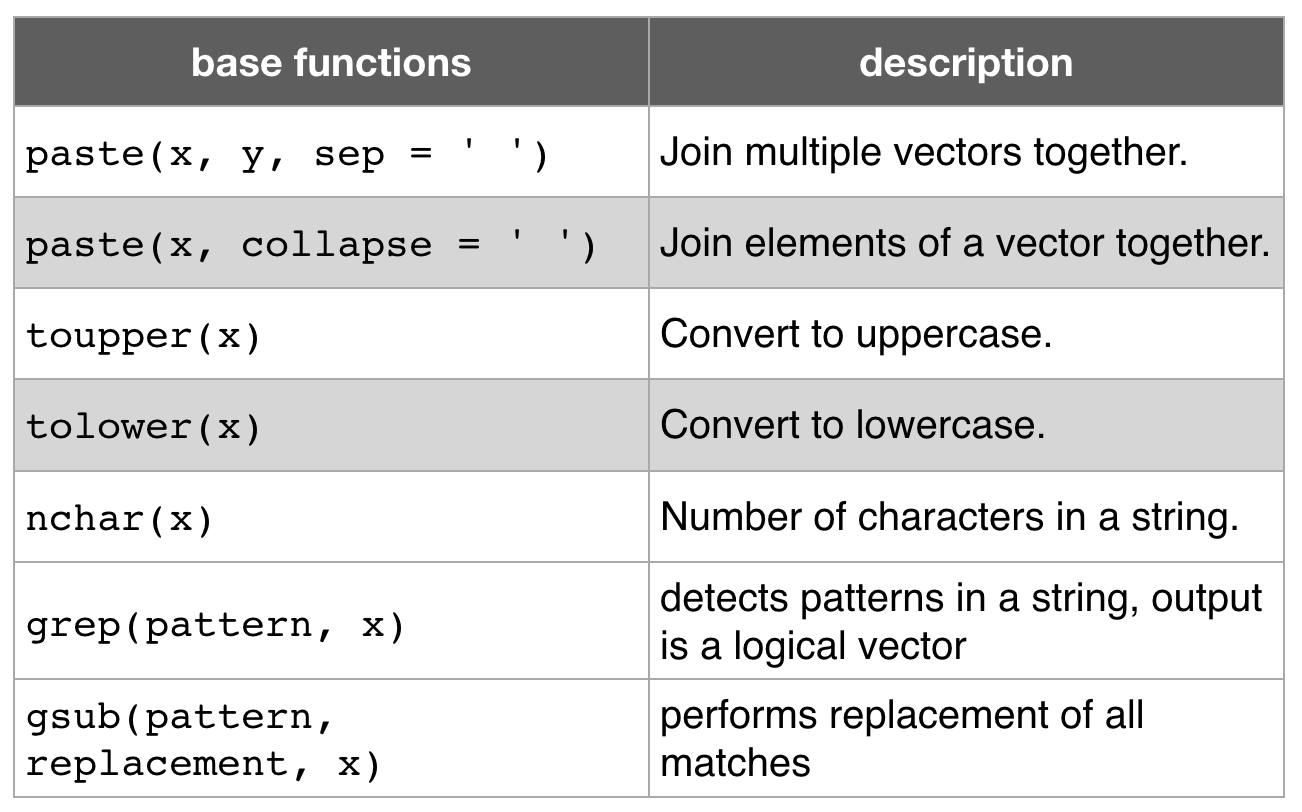 base functions
description
paste(x, y, sep = ' ')
Join multiple vectors together.
paste(x, collapse = ' ')
Join elements of a vector together.
toupper(x)
Convert to uppercase.
tolower(x)
Convert to lowercase.
nchar(x)
Number of characters in a string.
grep(pattern, x)
detects patterns in a string, output
is a logical vector
gsub(pattern,
replacement, x)
performs replacement of all
matches